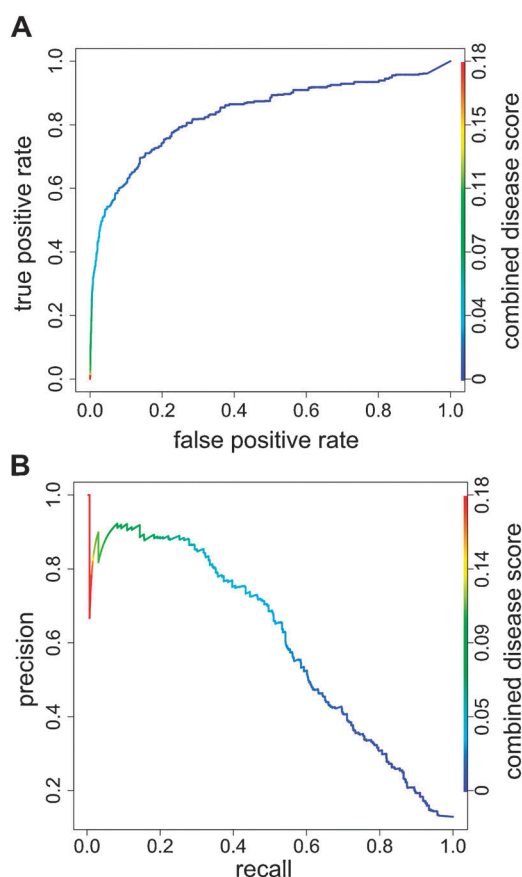 A
true positive rate
1.0
0.8
0.6
0.4
0.2
0.0
0.0 0.2 0.4 0.6 0.8 1.0
false positive rate
0.18
0.15
0.11
0.07
0.04
0
combined disease score
B
precision
1.0
0.8
0.6
0.4
0.2
0.0 0.2 0.4 0.6 0.8 1.0
recall
0.18
0.14
0.09
0.05
0
combined disease score